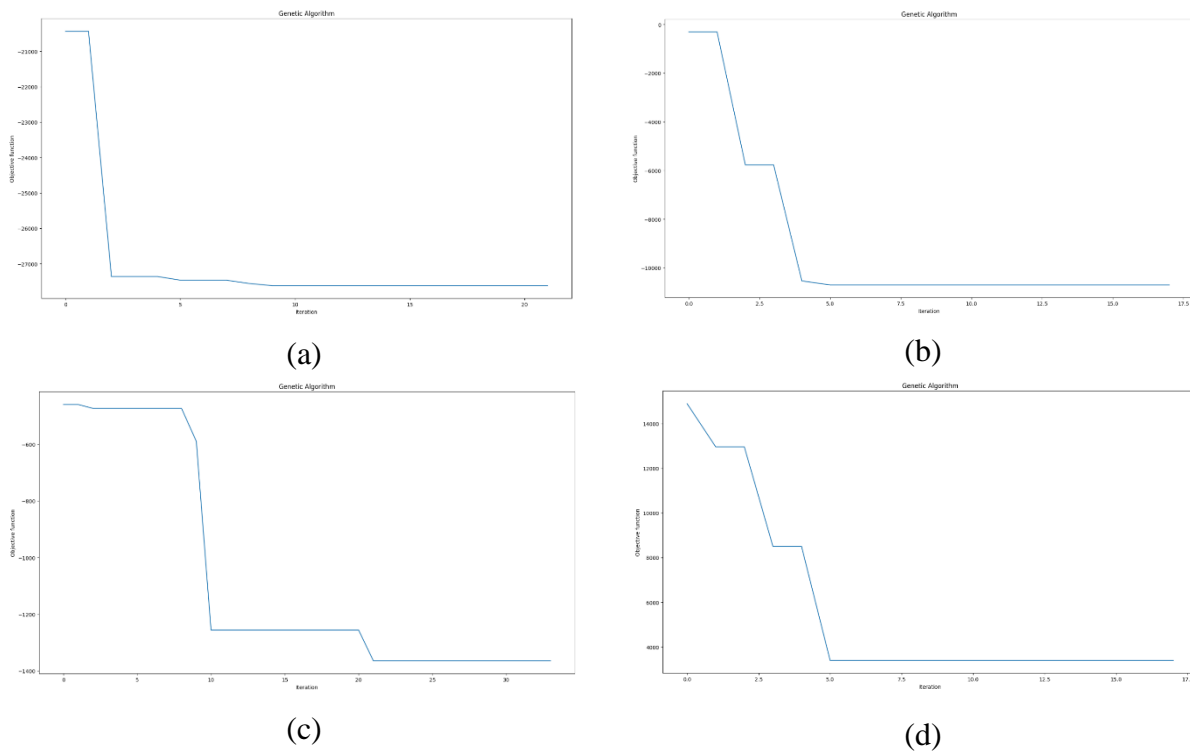 Genetic Algorithm
Objective function
−21000
−22000
−23000
−24000
−25000
−26000
−27000
0 5 10 15 20
Iteration
(a)
Genetic Algorithm
Objective function
0
−2000
−4000
−6000
−8000
−10000
0.0 2.5 5.0 7.5 10.0 12.5 15.0 17.5
Iteration
(b)
Genetic Algorithm
Objective function
−600
−800
−1000
−1200
−1400
0 5 10 15 20 25 30
Iteration
(c)
Genetic Algorithm
Objective function
14000
12000
10000
8000
6000
4000
0.0 2.5 5.0 7.5 10.0 12.5 15.0 17.5
Iteration
(d)